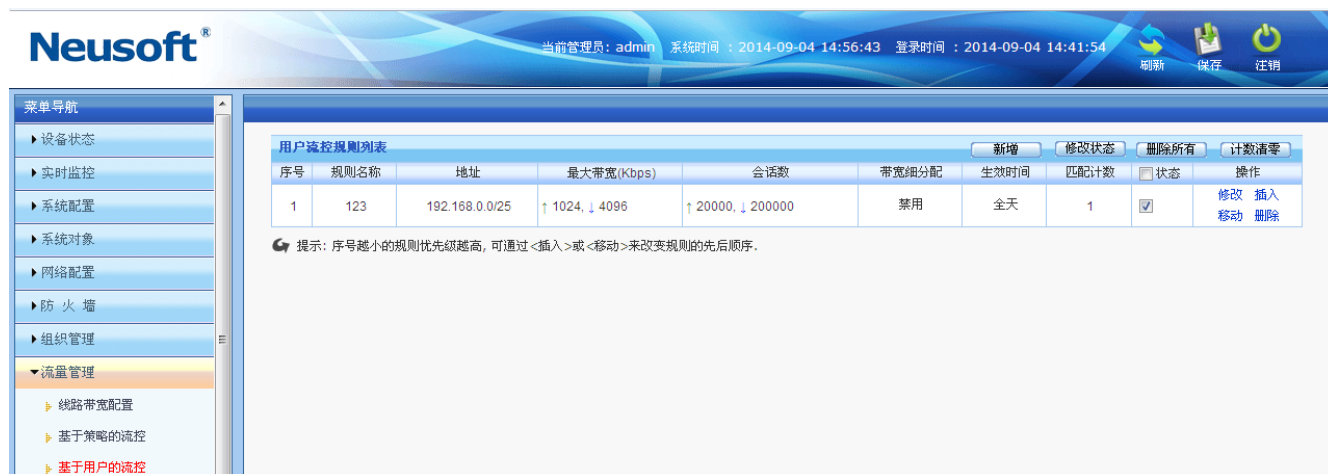 Neusoft®
当前管理员: admin 系统时间 : 2014-09-04 14:56:43 登录时间 : 2014-09-04 14:41:54
刷新 保存 注销
菜单导航
设备状态
实时监控
系统配置
系统对象
网络配置
防 火 墙
组织管理
流量管理
线路带宽配置
基于策略的流控
基于用户的流控
用户流控规则列表 新增 修改状态 删除所有 计数清零
序号 规则名称 地址 最大带宽(Kbps) 会话数 带宽细分配 生效时间 匹配计数 状态 操作
1 123 192.168.0.0/25 ↑ 1024, ↓ 4096 ↑ 20000, ↓ 200000 禁用 全天 1 修改 插入
移动 删除
提示: 序号越小的规则优先级越高, 可通过<插入>或<移动>来改变规则的先后顺序.